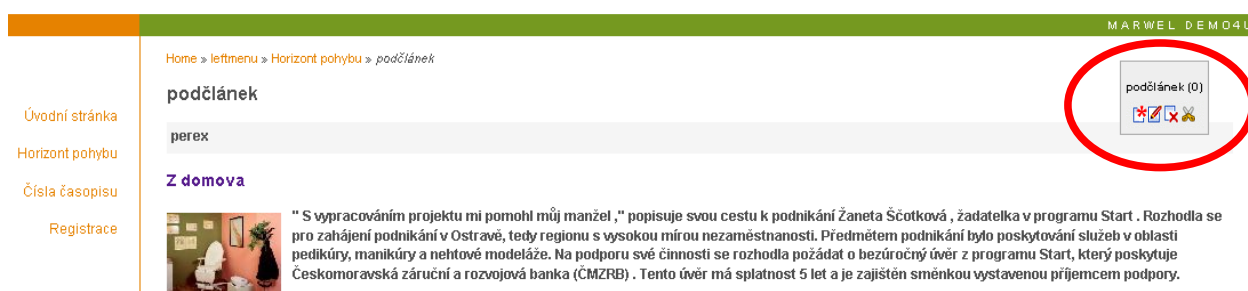 MARWEL DEMO4U
Home » leftmenu » Horizont pohybu » podčlánek
podčlánek (0)
podčlánek
Úvodní stránka
perex
Horizont pohybu
Z domova
Čísla časopisu
Registrace
" S vypracováním projektu mi pomohl můj manžel ," popisuje svou cestu k podnikání Žaneta Ščotková , žadatelka v programu Start . Rozhodla se
pro zahájení podnikání v Ostravě, tedy regionu s vysokou mírou nezaměstnanosti. Předmětem podnikání bylo poskytování služeb v oblasti
pedikúry, manikúry a nehtové modeláže. Na podporu své činnosti se rozhodla požádat o bezúročný úvěr z programu Start, který poskytuje
Českomoravská záruční a rozvojová banka (ČMZRB) . Tento úvěr má splatnost 5 let a je zajištěn směnkou vystavenou příjemcem podpory.